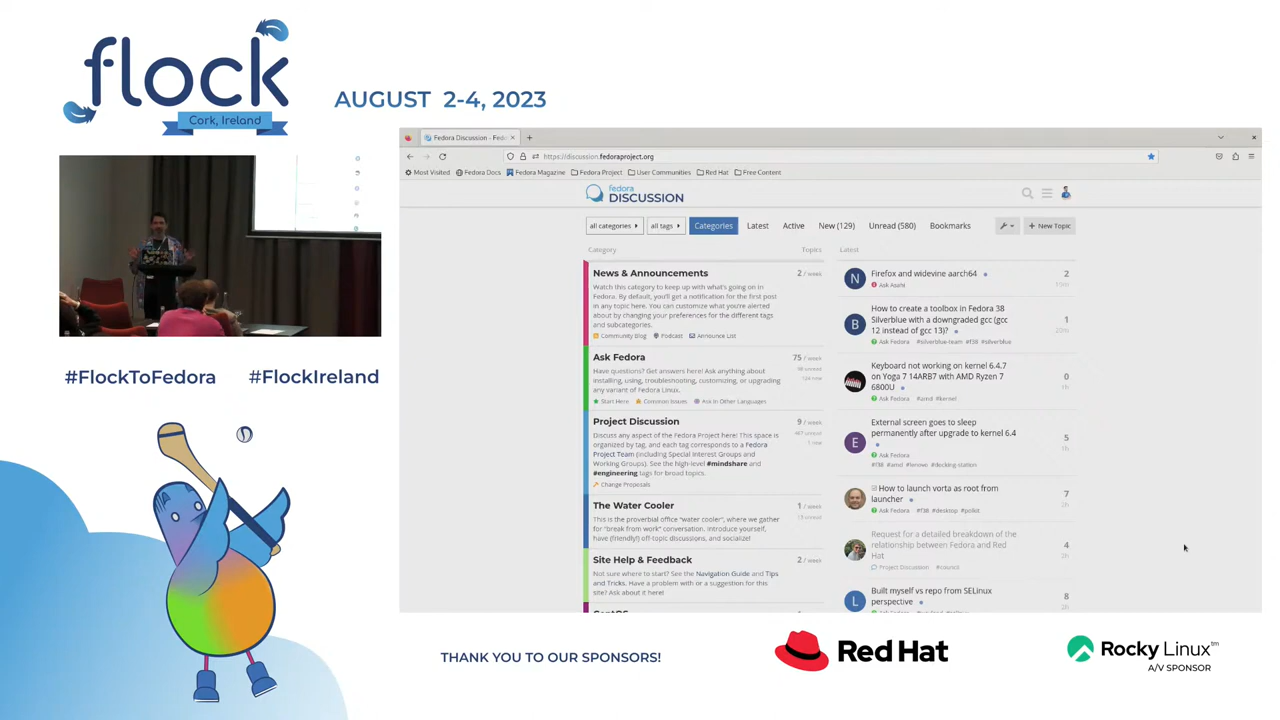 flock
Cork, Ireland
AUGUST 2-4, 2023
#FlockToFedora
#FlockIreland
Fedora Discussion - Fed
https://discussion.fedoraproject.org
Most Visited
Fedora Docs
Fedora Magazine
Fedora Project
User Communities
Red Hat
Free Content
fedora
DISCUSSION
all categories
all tags
Categories
Latest
Active
New (129)
Unread (580)
Bookmarks
+ New Topic
Category
Topics
News & Announcements
2 / week
Watch this category to keep up with what's going on in
Fedora. By default, you'll get a notification for the first post
in any topic here. You can customize what you're alerted
about by changing your preferences for the different tags
and subcategories.
Community Blog
Podcast
Announce List
Ask Fedora
75 / week
Have questions? Get answers here! Ask anything about
installing, using, troubleshooting, customizing, or upgrading
any variant of Fedora Linux.
Start Here
Common Issues
Ask in Other Languages
Project Discussion
9 / week
Discuss any aspect of the Fedora Project here! This space is
organized by tag, and each tag corresponds to a Fedora
Project Team (including Special Interest Groups and
Working Groups). See the high-level #mindshare and
#engineering tags for broad topics.
Change Proposals
The Water Cooler
1 / week
This is the proverbial office "water cooler", where we gather
for "break from work" conversation. Introduce yourself,
have (friendly!) off-topic discussions, and socialize!
Site Help & Feedback
2 / week
Not sure where to start? See the Navigation Guide and Tips
and Tricks. Have a problem with or a suggestion for this
site? Ask about it here!
CentOS
Latest
N
Firefox and widevine aarch64
2
Ask Asahi
B
How to create a toolbox in Fedora 38
Silverblue with a downgraded gcc (gcc
12 instead of gcc 13)?
1
Ask Fedora
#silverblue-team #f38 #silverblue
Keyboard not working on kernel 6.4.7
on Yoga 7 14ARB7 with AMD Ryzen 7
6800U
0
Ask Fedora
#amd #kernel
E
External screen goes to sleep
permanently after upgrade to kernel 6.4
5
1h
Ask Fedora
#f38 #amd #lenovo #docking-station
How to launch vorta as root from
launcher
7
Ask Fedora
#f38 #desktop #polkit
Request for a detailed breakdown of the
relationship between Fedora and Red
Hat
4
Project Discussion
#council
L
Built myself vs repo from SELinux
perspective
8
THANK YOU TO OUR SPONSORS!
Red Hat
Rocky Linux™
A/V SPONSOR